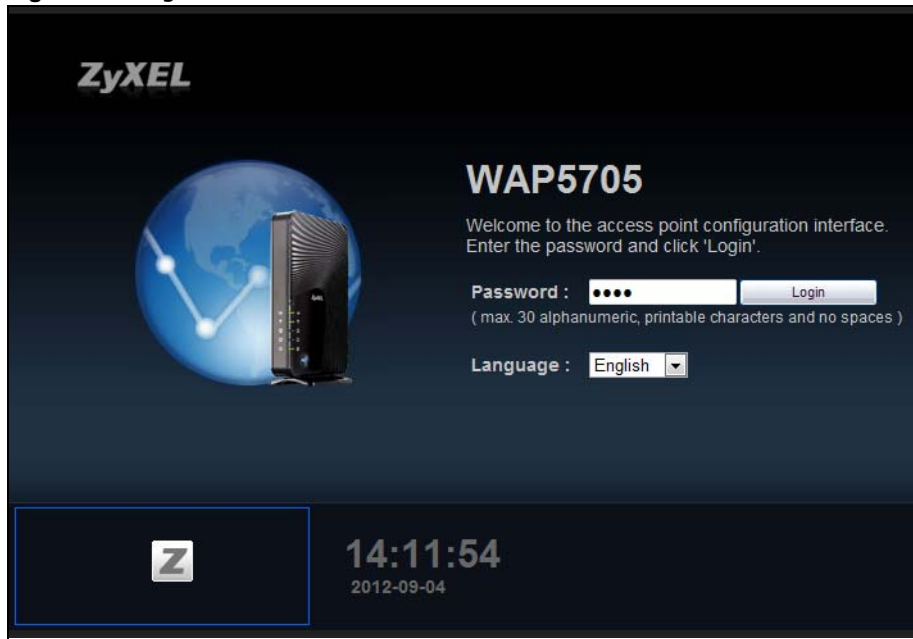 ZyXEL
WAP5705
Welcome to the access point configuration interface.
Enter the password and click 'Login'.
Password : •••• Login
( max. 30 alphanumeric, printable characters and no spaces )
Language : English
Z
14:11:54
2012-09-04